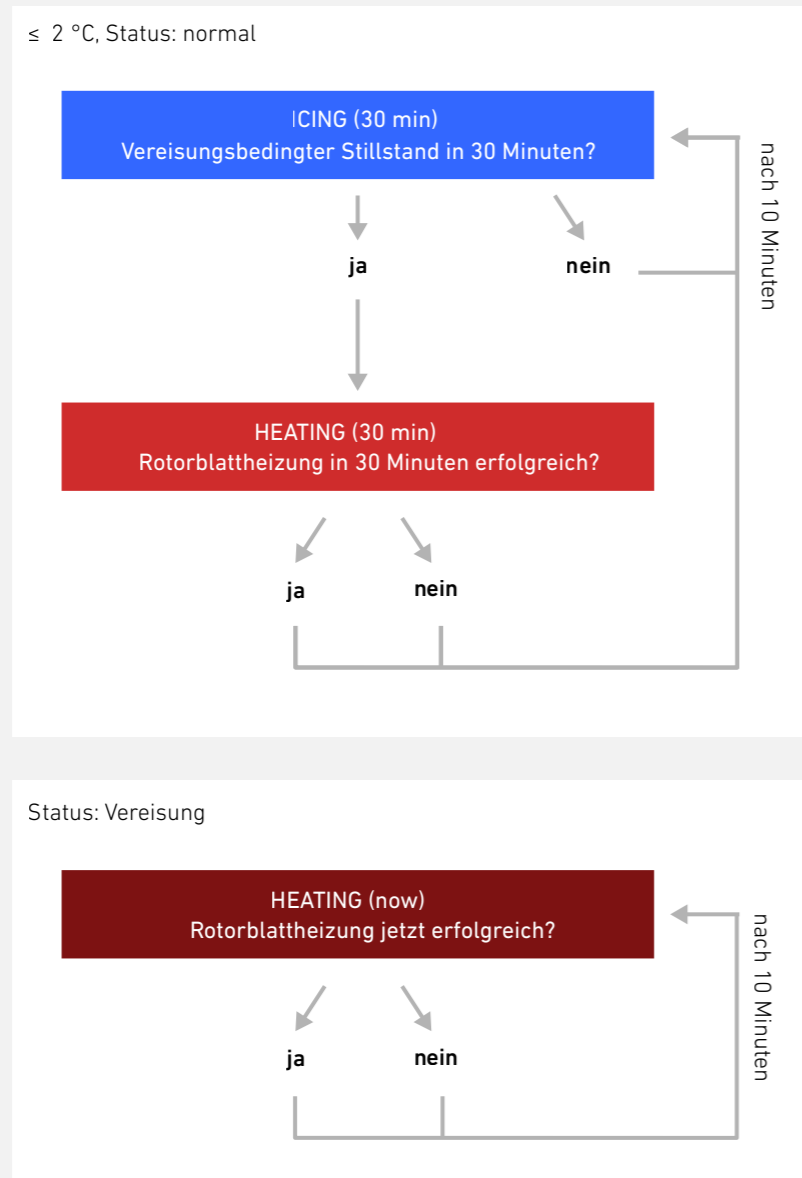 ≤ 2 °C, Status: normal
ICING (30 min)
Vereisungsbedingter Stillstand in 30 Minuten?
nach 10 Minuten
ja
nein
HEATING (30 min)
Rotorblattheizung in 30 Minuten erfolgreich?
ja
nein
Status: Vereisung
HEATING (now)
Rotorblattheizung jetzt erfolgreich?
nach 10 Minuten
ja
nein